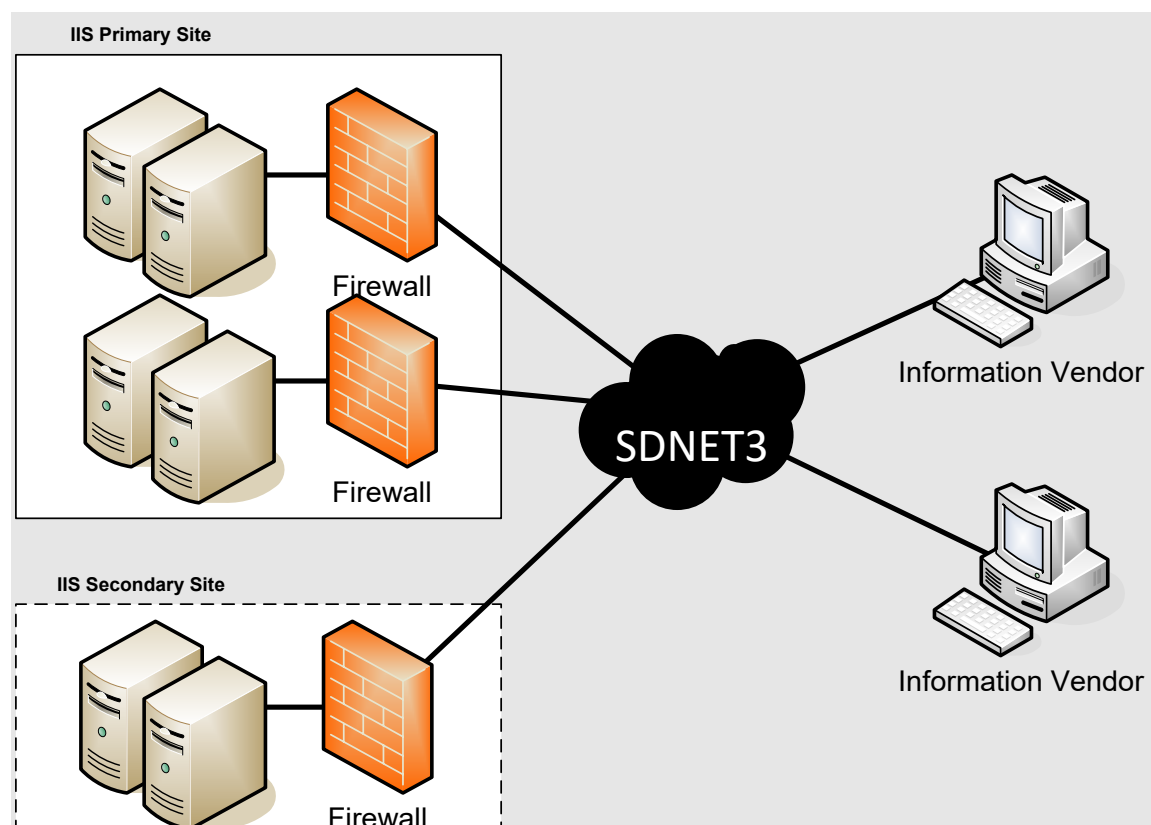 IIS Primary Site
Firewall
Firewall
SDNET3
Information Vendor
Information Vendor
IIS Secondary Site
Firewall